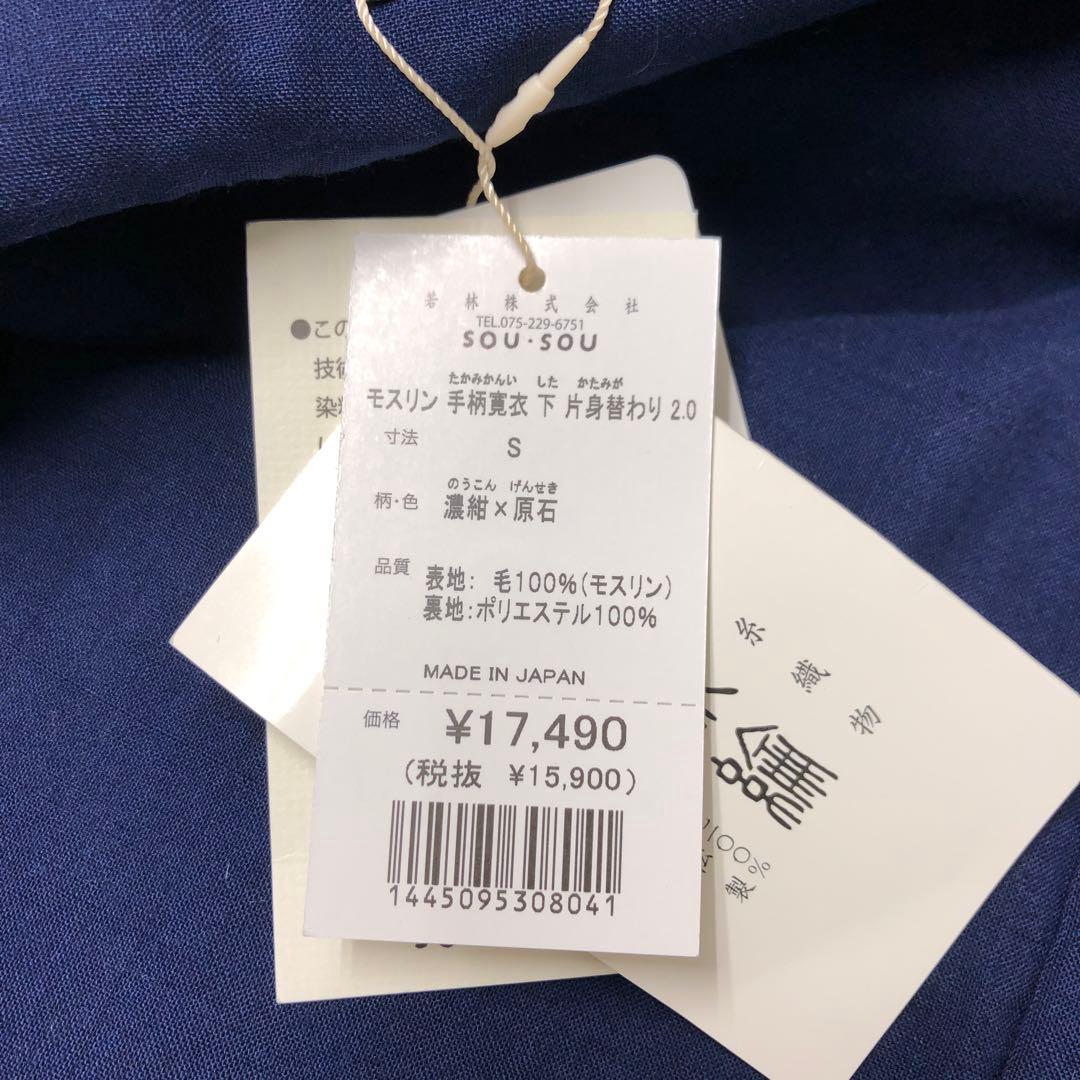 若林株式会社
TEL.075-229-6751
SOU・SOU
たかみかんい した かたみが
モスリン 手柄寛衣 下 片身替わり 2.0
寸法 S
のうこん げんせき
柄・色 濃紺×原石
品質 表地: 毛100%(モスリン)
裏地:ポリエステル100%
MADE IN JAPAN
価格 ¥17,490
(税抜 ¥15,900)
1445095308041
●この
技術
染料
糸織物
100%
製